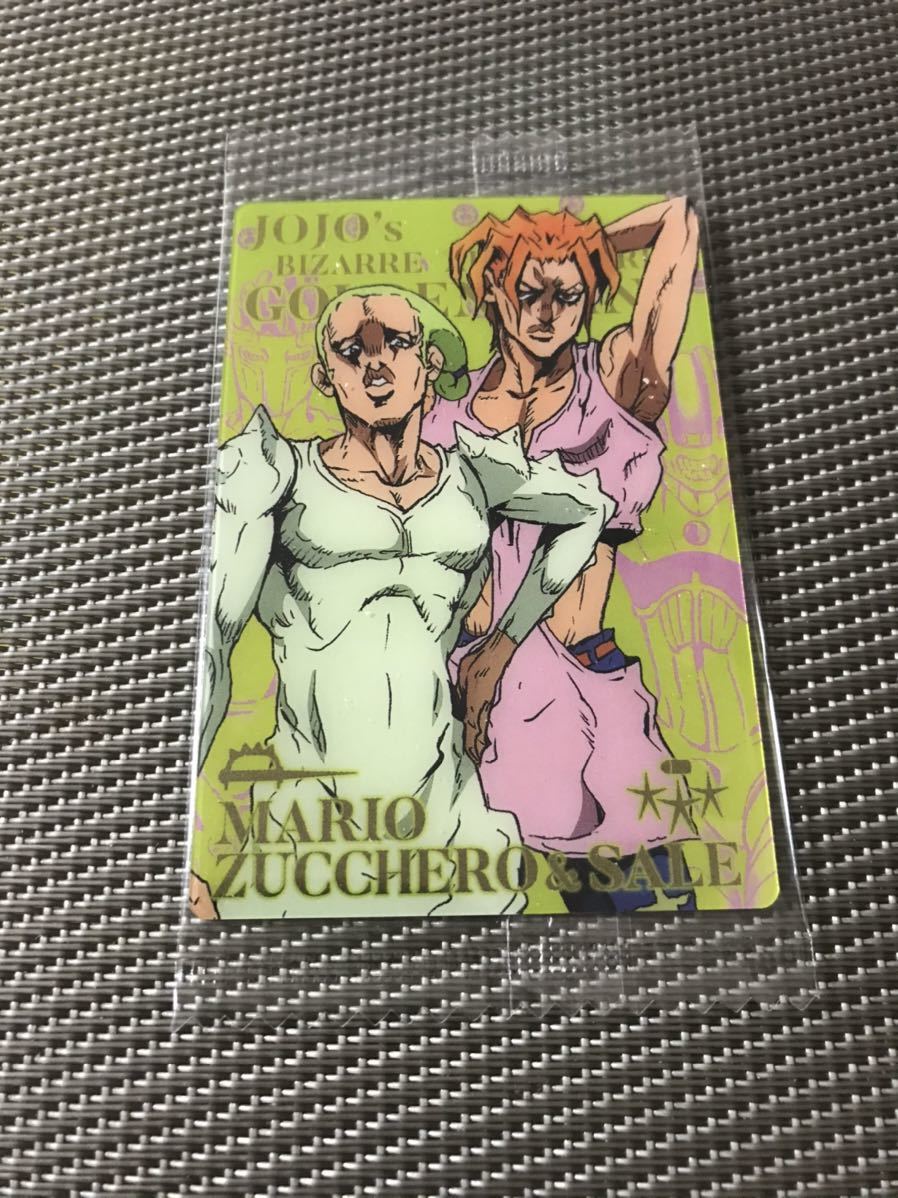 JOJO's
BIZARRE
MARIO
ZUCCHERO & SALE